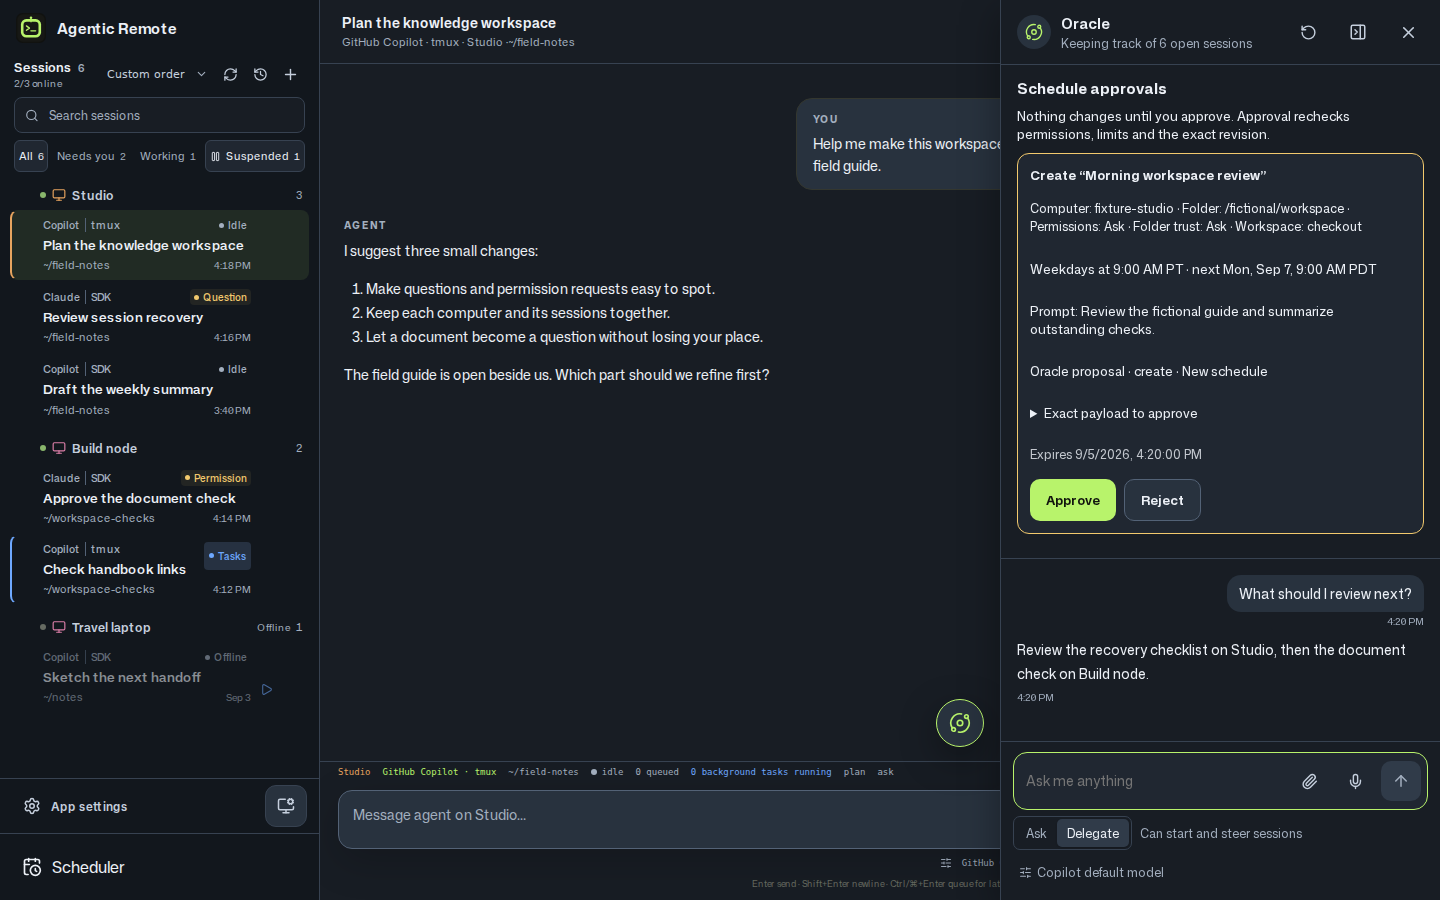 Agentic Remote
Sessions 6
2/3 online
Custom order
Search sessions
All 6
Needs you 2
Working 1
Suspended 1
Studio 3
Copilot | tmux
Idle
Plan the knowledge workspace
~/field-notes
4:18 PM
Claude | SDK
Question
Review session recovery
~/field-notes
4:16 PM
Copilot | SDK
Idle
Draft the weekly summary
~/field-notes
3:40 PM
Build node 2
Claude | SDK
Permission
Approve the document check
~/workspace-checks
4:14 PM
Copilot | tmux
Tasks
Check handbook links
~/workspace-checks
4:12 PM
Travel laptop
Offline 1
Copilot | SDK
Offline
Sketch the next handoff
~/notes
Sep 3
App settings
Scheduler
Plan the knowledge workspace
GitHub Copilot · tmux · Studio · ~/field-notes
YOU
Help me make this workspace
field guide.
AGENT
I suggest three small changes:
1. Make questions and permission requests easy to spot.
2. Keep each computer and its sessions together.
3. Let a document become a question without losing your place.
The field guide is open beside us. Which part should we refine first?
Studio GitHub Copilot · tmux ~/field-notes idle 0 queued 0 background tasks running plan ask
Message agent on Studio...
GitHub
Enter send · Shift+Enter newline · Ctrl/⌘+Enter queue for lat
Oracle
Keeping track of 6 open sessions
Schedule approvals
Nothing changes until you approve. Approval rechecks
permissions, limits and the exact revision.
Create “Morning workspace review”
Computer: fixture-studio · Folder: /fictional/workspace ·
Permissions: Ask · Folder trust: Ask · Workspace: checkout
Weekdays at 9:00 AM PT · next Mon, Sep 7, 9:00 AM PDT
Prompt: Review the fictional guide and summarize
outstanding checks.
Oracle proposal · create · New schedule
Exact payload to approve
Expires 9/5/2026, 4:20:00 PM
Approve
Reject
What should I review next?
4:20 PM
Review the recovery checklist on Studio, then the document
check on Build node.
4:20 PM
Ask me anything
Ask
Delegate
Can start and steer sessions
Copilot default model